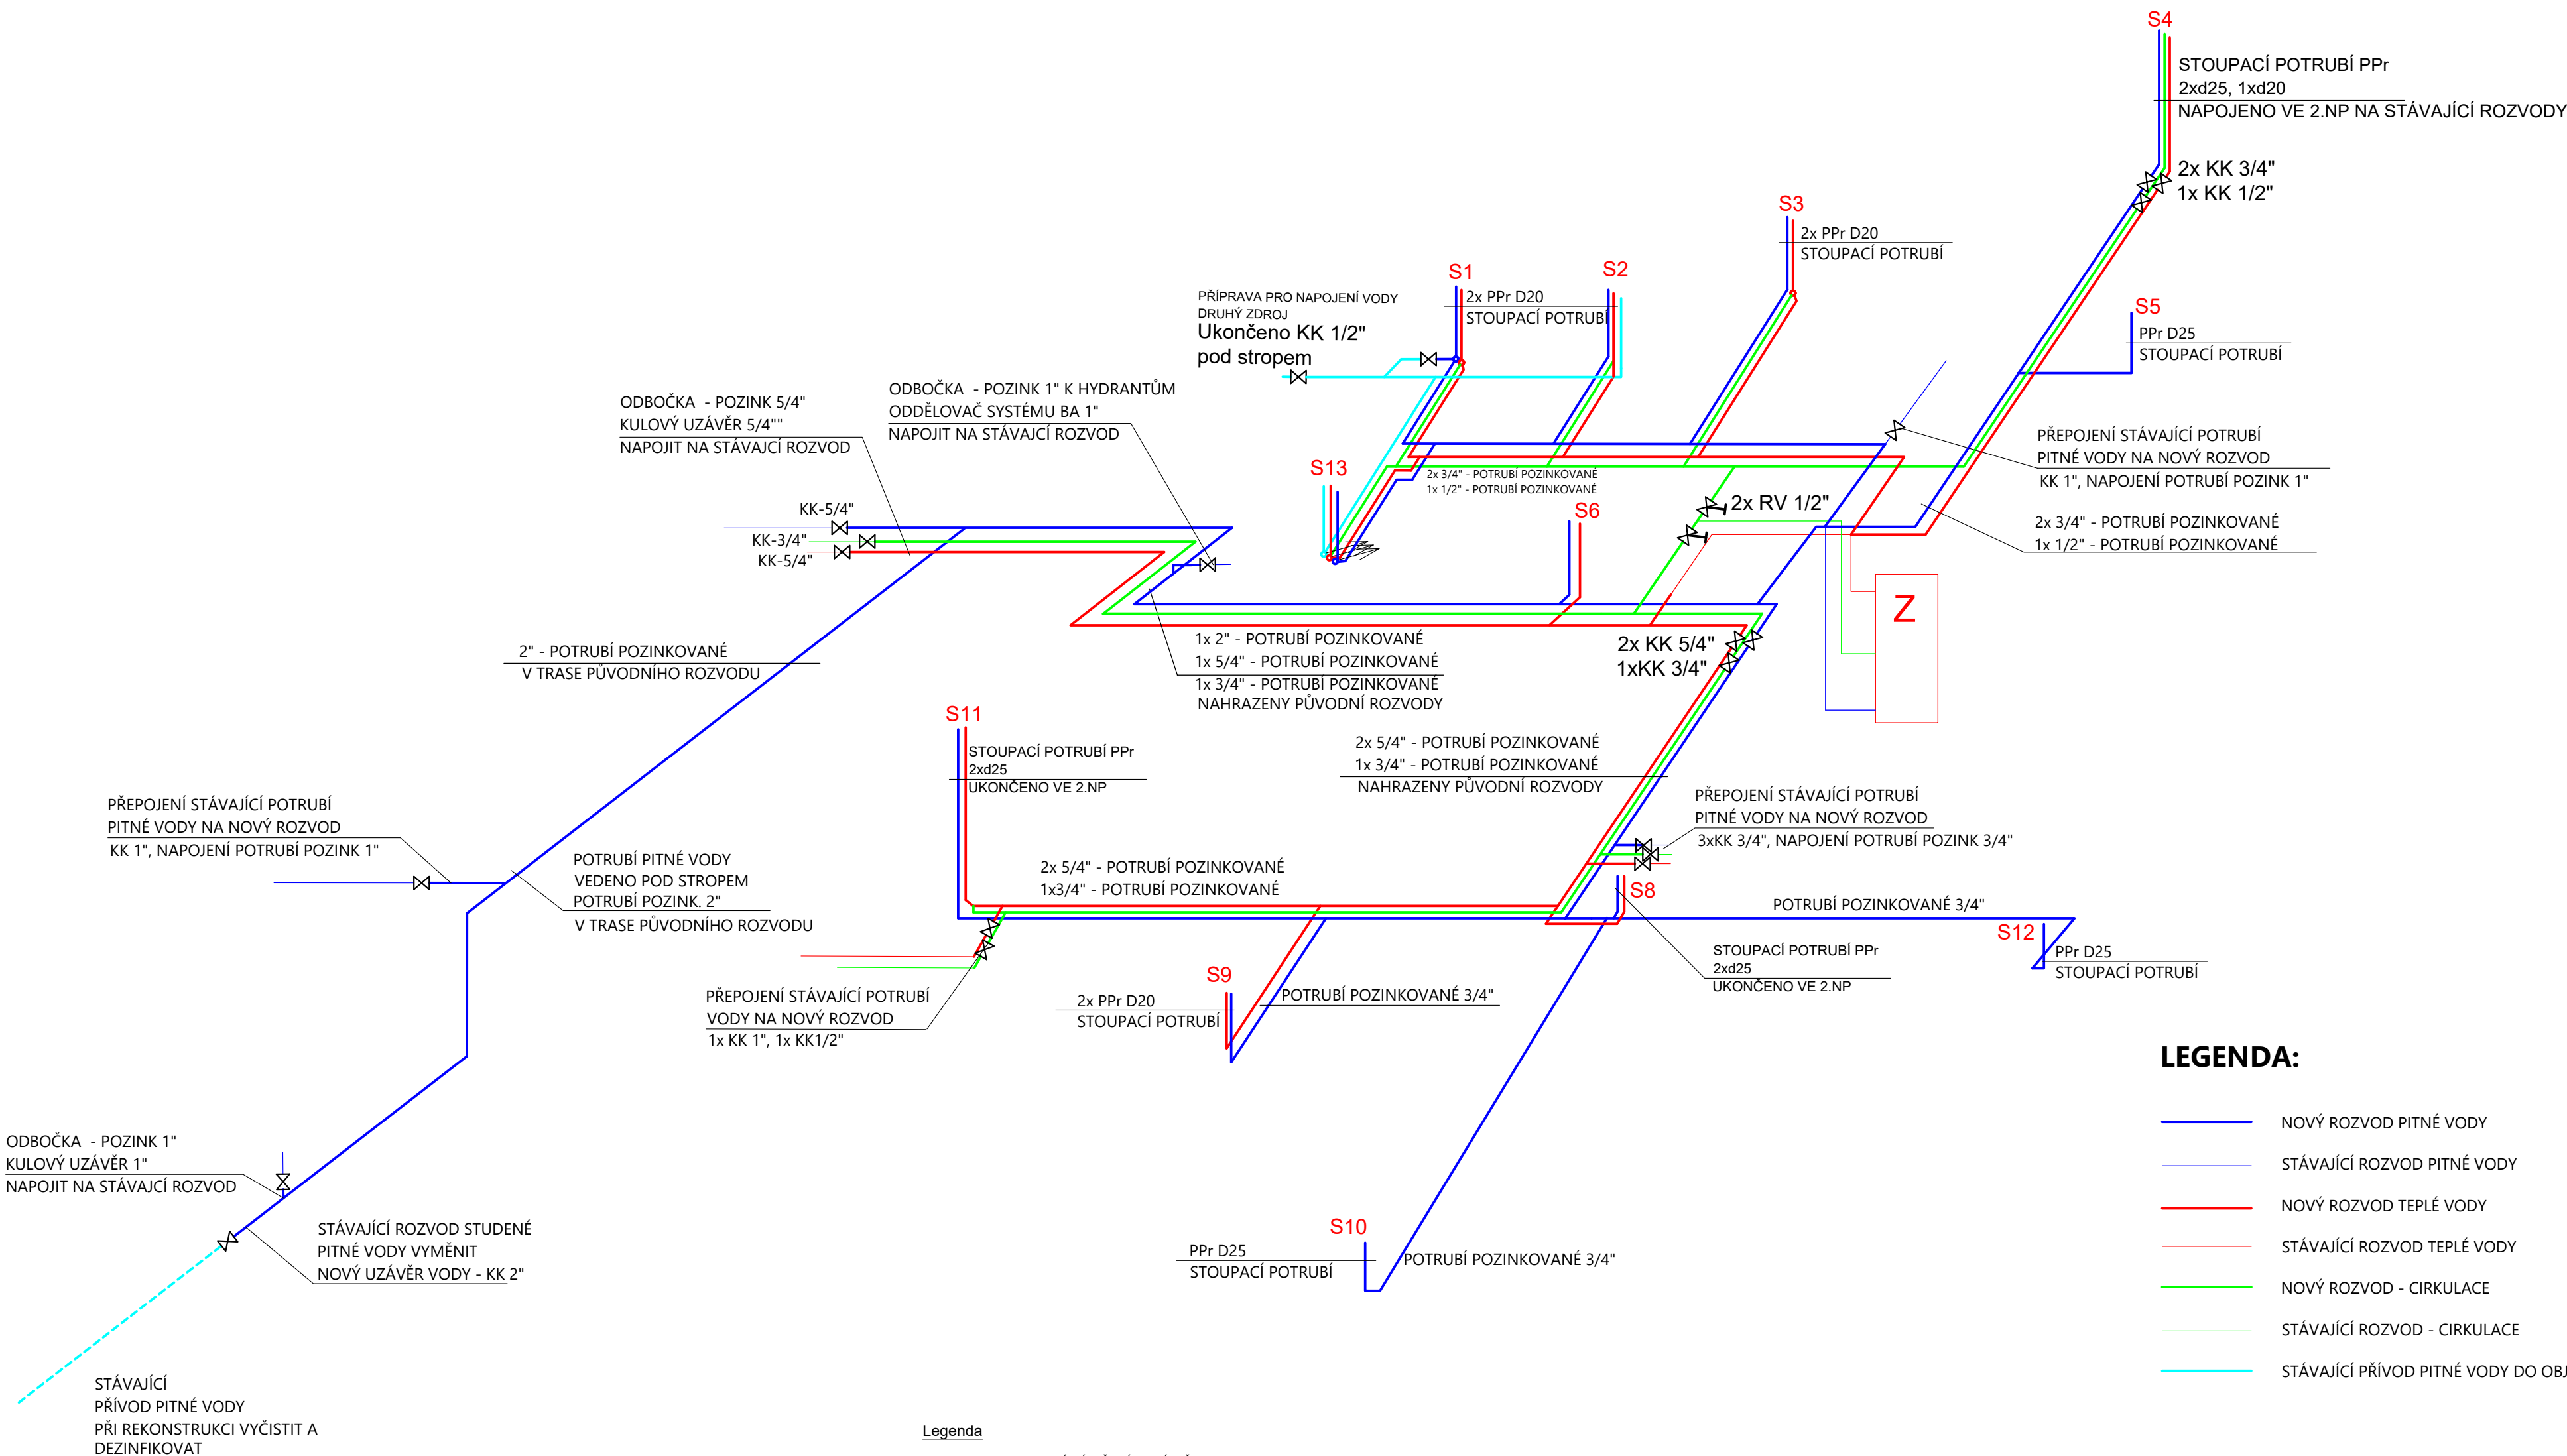 S4
STOUPACÍ POTRUBÍ PPr
2xd25, 1xd20
NAPOJENO VE 2.NP NA STÁVAJÍCÍ ROZVODY
2x KK 3/4"
1x KK 1/2"
S3
2x PPr D20
STOUPACÍ POTRUBÍ
S1
2x PPr D20
STOUPACÍ POTRUBÍ
S2
PŘÍPRAVA PRO NAPOJENÍ VODY
DRUHÝ ZDROJ
Ukončeno KK 1/2"
pod stropem
S5
PPr D25
STOUPACÍ POTRUBÍ
ODBOČKA - POZINK 5/4"
KULOVÝ UZÁVĚR 5/4""
NAPOJIT NA STÁVAJCÍ ROZVOD
ODBOČKA - POZINK 1" K HYDRANTŮM
ODDĚLOVAČ SYSTÉMU BA 1"
NAPOJIT NA STÁVAJCÍ ROZVOD
PŘEPOJENÍ STÁVAJÍCÍ POTRUBÍ
PITNÉ VODY NA NOVÝ ROZVOD
KK 1", NAPOJENÍ POTRUBÍ POZINK 1"
2x 3/4" - POTRUBÍ POZINKOVANÉ
1x 1/2" - POTRUBÍ POZINKOVANÉ
S13
2x 3/4" - POTRUBÍ POZINKOVANÉ
1x 1/2" - POTRUBÍ POZINKOVANÉ
S6
2x RV 1/2"
KK-5/4"
KK-3/4"
KK-5/4"
Z
2" - POTRUBÍ POZINKOVANÉ
V TRASE PŮVODNÍHO ROZVODU
1x 2" - POTRUBÍ POZINKOVANÉ
1x 5/4" - POTRUBÍ POZINKOVANÉ
1x 3/4" - POTRUBÍ POZINKOVANÉ
NAHRAZENY PŮVODNÍ ROZVODY
2x KK 5/4"
1xKK 3/4"
S11
STOUPACÍ POTRUBÍ PPr
2xd25
UKONČENO VE 2.NP
2x 5/4" - POTRUBÍ POZINKOVANÉ
1x 3/4" - POTRUBÍ POZINKOVANÉ
NAHRAZENY PŮVODNÍ ROZVODY
PŘEPOJENÍ STÁVAJÍCÍ POTRUBÍ
PITNÉ VODY NA NOVÝ ROZVOD
3xKK 3/4", NAPOJENÍ POTRUBÍ POZINK 3/4"
PŘEPOJENÍ STÁVAJÍCÍ POTRUBÍ
PITNÉ VODY NA NOVÝ ROZVOD
KK 1", NAPOJENÍ POTRUBÍ POZINK 1"
POTRUBÍ PITNÉ VODY
VEDENO POD STROPEM
POTRUBÍ POZINK. 2"
V TRASE PŮVODNÍHO ROZVODU
2x 5/4" - POTRUBÍ POZINKOVANÉ
1x3/4" - POTRUBÍ POZINKOVANÉ
S8
POTRUBÍ POZINKOVANÉ 3/4"
S12
PPr D25
STOUPACÍ POTRUBÍ
STOUPACÍ POTRUBÍ PPr
2xd25
UKONČENO VE 2.NP
S9
2x PPr D20
STOUPACÍ POTRUBÍ
POTRUBÍ POZINKOVANÉ 3/4"
PŘEPOJENÍ STÁVAJÍCÍ POTRUBÍ
VODY NA NOVÝ ROZVOD
1x KK 1", 1x KK1/2"
ODBOČKA - POZINK 1"
KULOVÝ UZÁVĚR 1"
NAPOJIT NA STÁVAJCÍ ROZVOD
STÁVAJÍCÍ ROZVOD STUDENÉ
PITNÉ VODY VYMĚNIT
NOVÝ UZÁVĚR VODY - KK 2"
S10
PPr D25
STOUPACÍ POTRUBÍ
POTRUBÍ POZINKOVANÉ 3/4"
STÁVAJÍCÍ
PŘÍVOD PITNÉ VODY
PŘI REKONSTRUKCI VYČISTIT A
DEZINFIKOVAT
LEGENDA:
NOVÝ ROZVOD PITNÉ VODY
STÁVAJÍCÍ ROZVOD PITNÉ VODY
NOVÝ ROZVOD TEPLÉ VODY
STÁVAJÍCÍ ROZVOD TEPLÉ VODY
NOVÝ ROZVOD - CIRKULACE
STÁVAJÍCÍ ROZVOD - CIRKULACE
STÁVAJÍCÍ PŘÍVOD PITNÉ VODY DO OBJ
Legenda